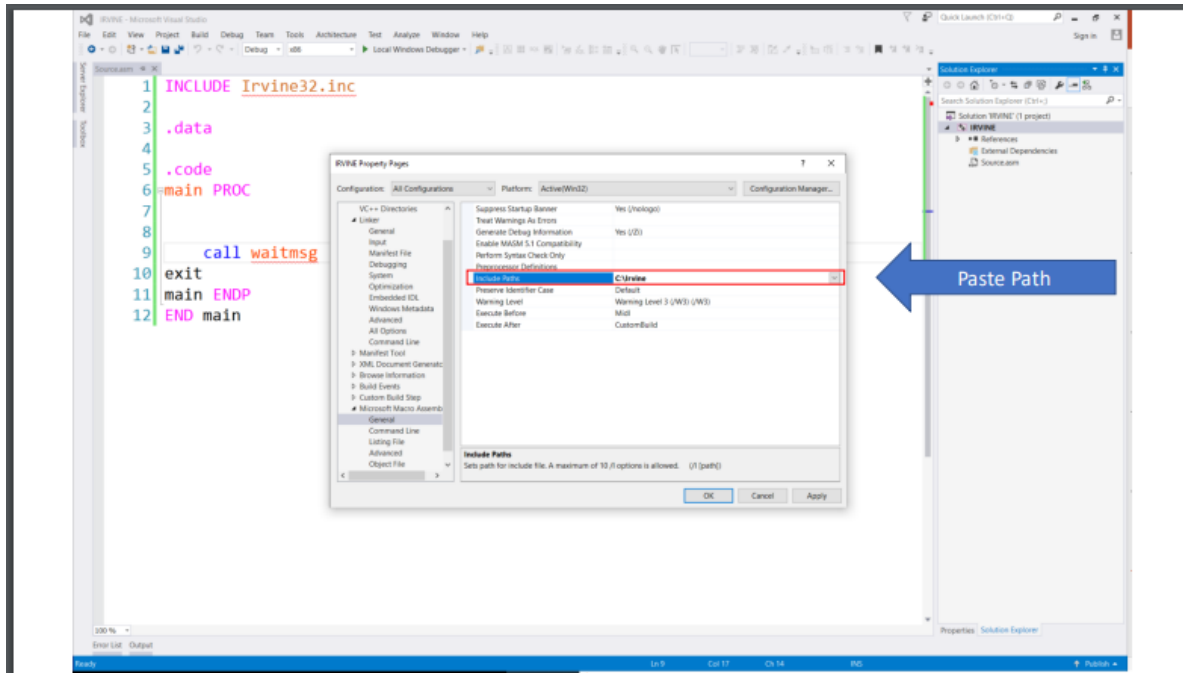 IRVINE - Microsoft Visual Studio
Quick Launch (Ctrl+Q)
File Edit View Project Build Debug Team Tools Architecture Test Analyze Window Help
Sign in
Debug x86 Local Windows Debugger
Server Explorer
Toolbox
Source.asm
1 INCLUDE Irvine32.inc
2
3 .data
4
5 .code
6 main PROC
7
8
9 call waitmsg
10 exit
11 main ENDP
12 END main
IRVINE Property Pages ? X
Configuration: All Configurations Platform: Active(Win32) Configuration Manager...
VC++ Directories
Linker
General
Input
Manifest File
Debugging
System
Optimization
Embedded IDL
Windows Metadata
Advanced
All Options
Command Line
Manifest Tool
XML Document Generatc
Browse Information
Build Events
Custom Build Step
Microsoft Macro Assemb
General
Command Line
Listing File
Advanced
Object File
Suppress Startup Banner Yes (/nologo)
Treat Warnings As Errors
Generate Debug Information Yes (/Zi)
Enable MASM 5.1 Compatibility
Perform Syntax Check Only
Preprocessor Definitions
Include Paths C:\Irvine
Preserve Identifier Case Default
Warning Level Warning Level 3 (/W3) (/W3)
Execute Before Midl
Execute After CustomBuild
Include Paths
Sets path for include file. A maximum of 10 /I options is allowed. (/I [path])
OK Cancel Apply
Paste Path
Solution Explorer
Search Solution Explorer (Ctrl+;)
Solution 'IRVINE' (1 project)
IRVINE
References
External Dependencies
Source.asm
100 %
Properties Solution Explorer
Error List Output
Ready Ln 9 Col 17 Ch 14 INS Publish